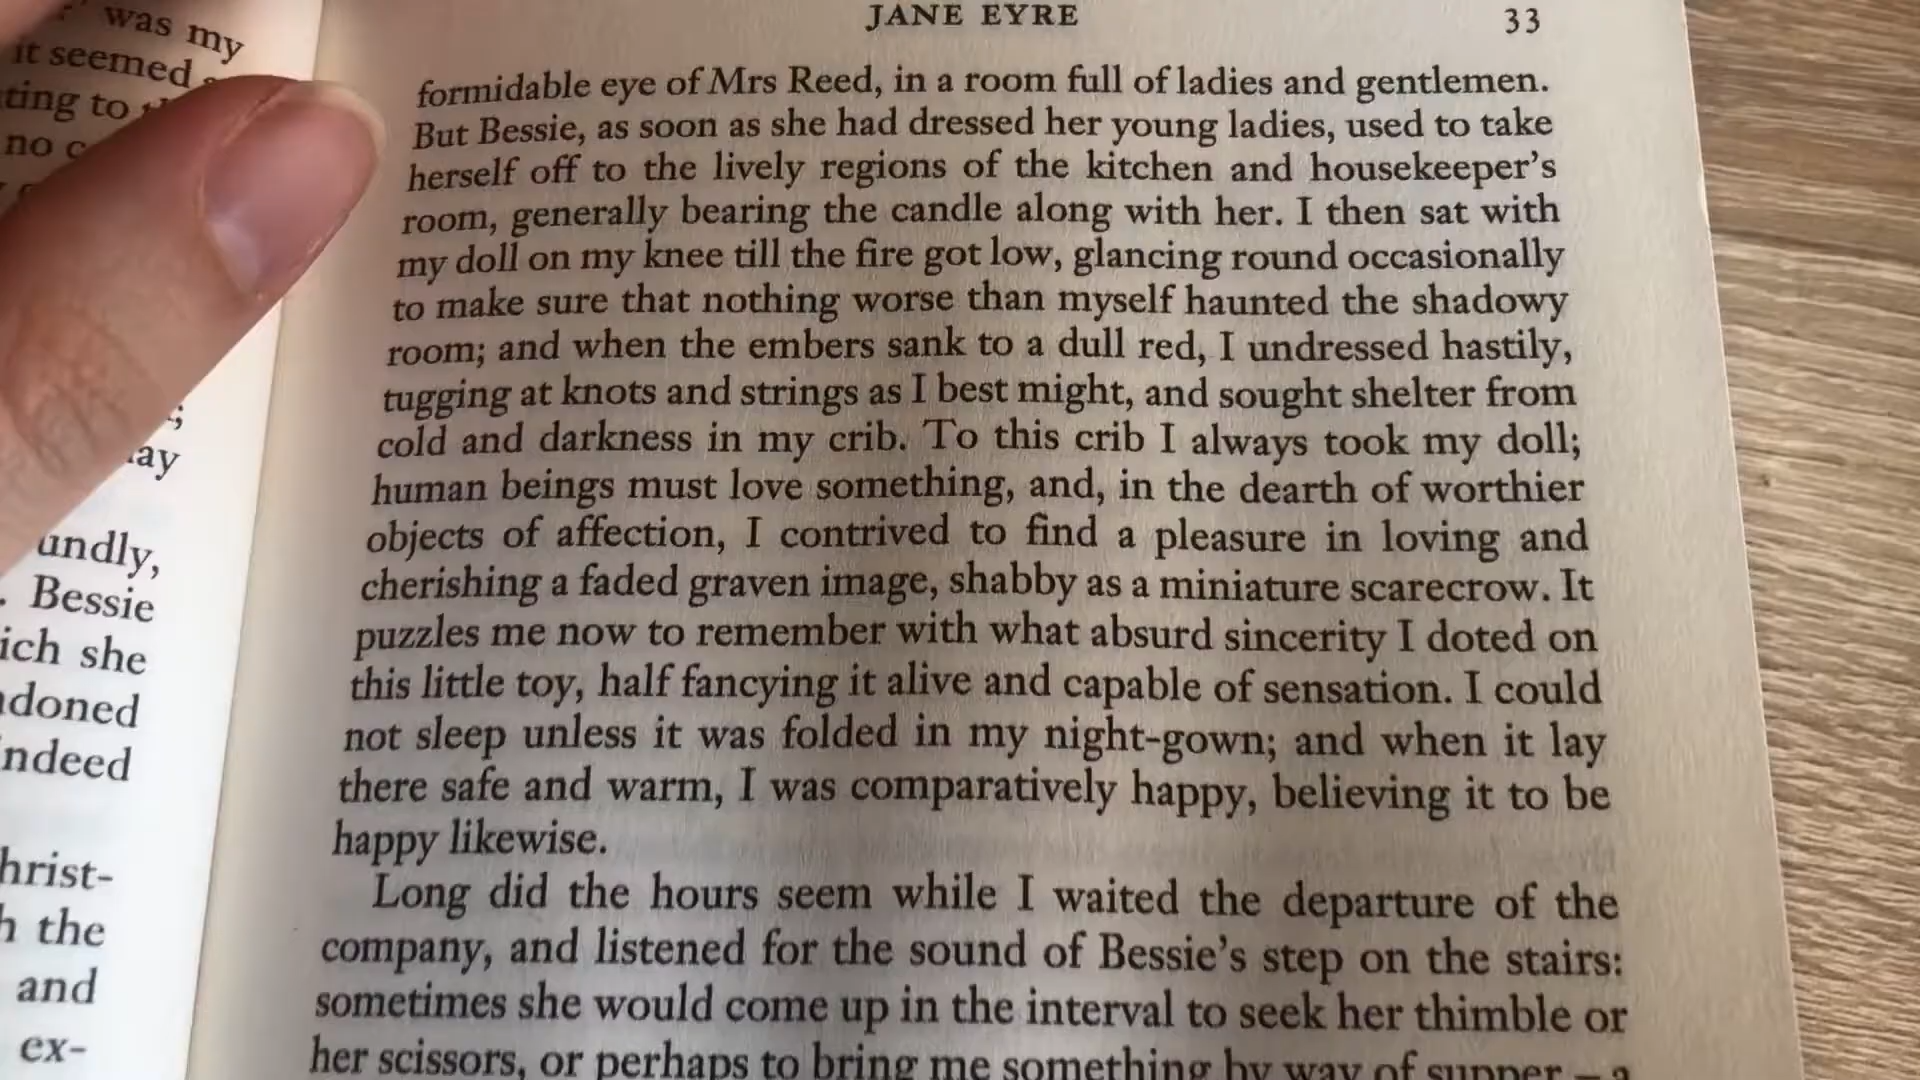 was my
it seemed
ting to
no
ay
undly,
. Bessie
ich she
doned
ndeed
hrist-
h the
and
ex-
JANE EYRE 33
formidable eye of Mrs Reed, in a room full of ladies and gentlemen.
But Bessie, as soon as she had dressed her young ladies, used to take
herself off to the lively regions of the kitchen and housekeeper's
room, generally bearing the candle along with her. I then sat with
my doll on my knee till the fire got low, glancing round occasionally
to make sure that nothing worse than myself haunted the shadowy
room; and when the embers sank to a dull red, I undressed hastily,
tugging at knots and strings as I best might, and sought shelter from
cold and darkness in my crib. To this crib I always took my doll;
human beings must love something, and, in the dearth of worthier
objects of affection, I contrived to find a pleasure in loving and
cherishing a faded graven image, shabby as a miniature scarecrow. It
puzzles me now to remember with what absurd sincerity I doted on
this little toy, half fancying it alive and capable of sensation. I could
not sleep unless it was folded in my night-gown; and when it lay
there safe and warm, I was comparatively happy, believing it to be
happy likewise.
Long did the hours seem while I waited the departure of the
company, and listened for the sound of Bessie's step on the stairs:
sometimes she would come up in the interval to seek her thimble or
her scissors, or perhaps to bring me something by way of supper – a